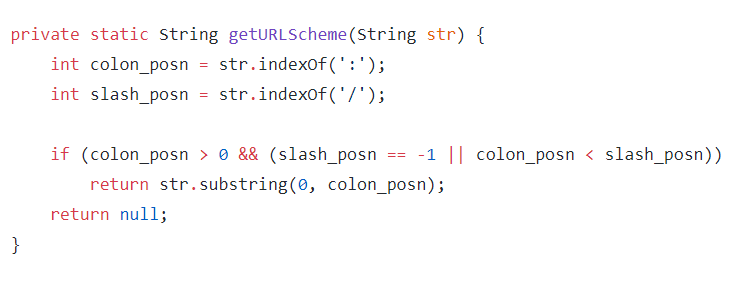 private static String getURLScheme(String str) {
    int colon_posn = str.indexOf(':');
    int slash_posn = str.indexOf('/');

    if (colon_posn > 0 && (slash_posn == -1 || colon_posn < slash_posn))
        return str.substring(0, colon_posn);
    return null;
}